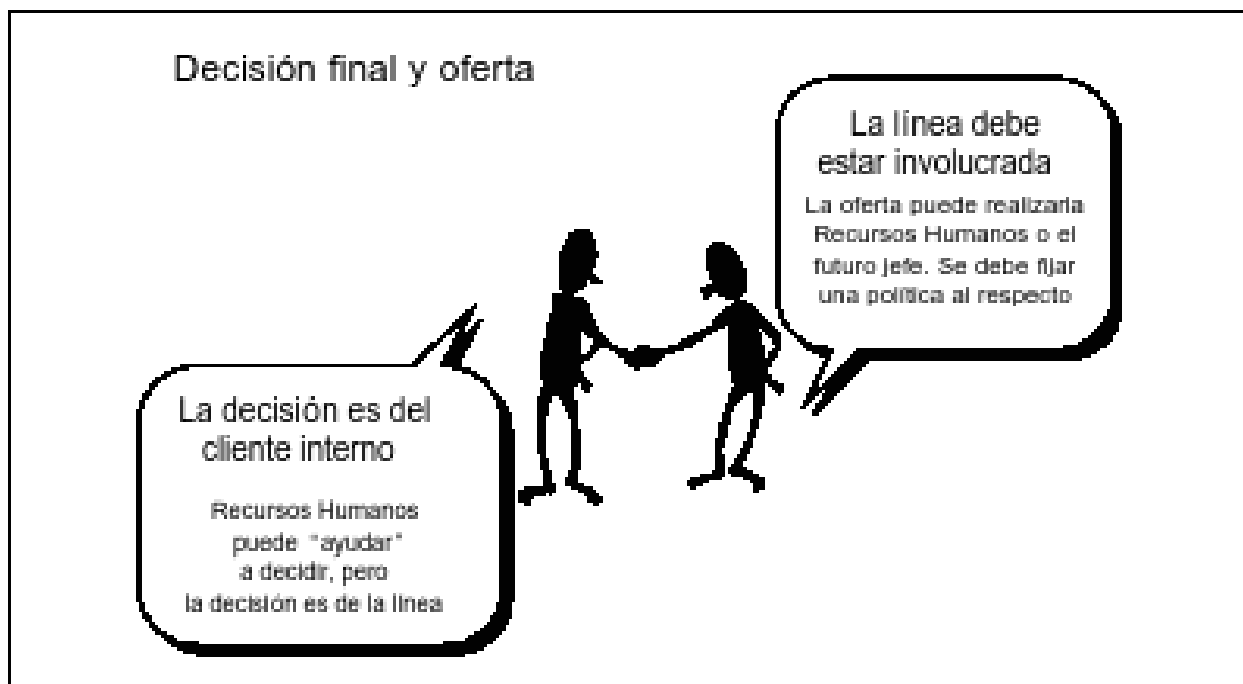 Decisión final y oferta
La línea debe
estar involucrada
La oferta puede realizarla
Recursos Humanos o el
futuro jefe. Se debe fijar
una política al respecto
La decisión es del
cliente interno
Recursos Humanos
puede “ayudar”
a decidir, pero
la decisión es de la línea